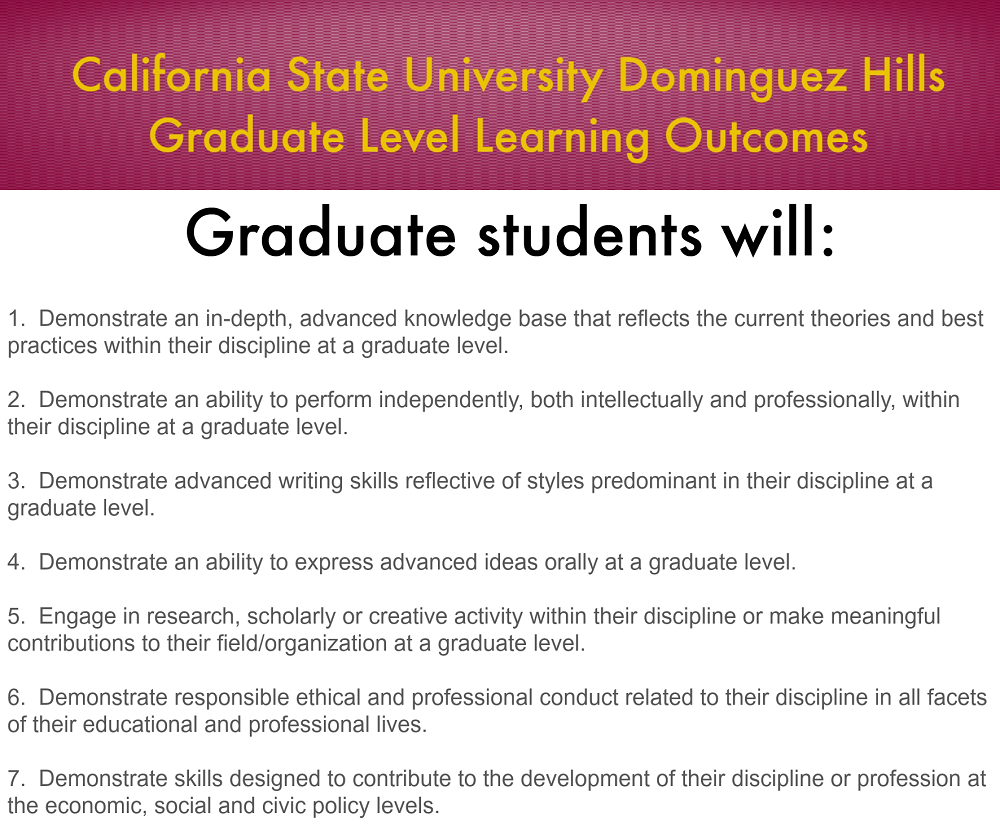 California State University Dominguez Hills
Graduate Level Learning Outcomes
Graduate students will:
1.  Demonstrate an in-depth, advanced knowledge base that reflects the current theories and best
practices within their discipline at a graduate level.
2.  Demonstrate an ability to perform independently, both intellectually and professionally, within
their discipline at a graduate level.
3.  Demonstrate advanced writing skills reflective of styles predominant in their discipline at a
graduate level.
4.  Demonstrate an ability to express advanced ideas orally at a graduate level.
5.  Engage in research, scholarly or creative activity within their discipline or make meaningful
contributions to their field/organization at a graduate level.
6.  Demonstrate responsible ethical and professional conduct related to their discipline in all facets
of their educational and professional lives.
7.  Demonstrate skills designed to contribute to the development of their discipline or profession at
the economic, social and civic policy levels.